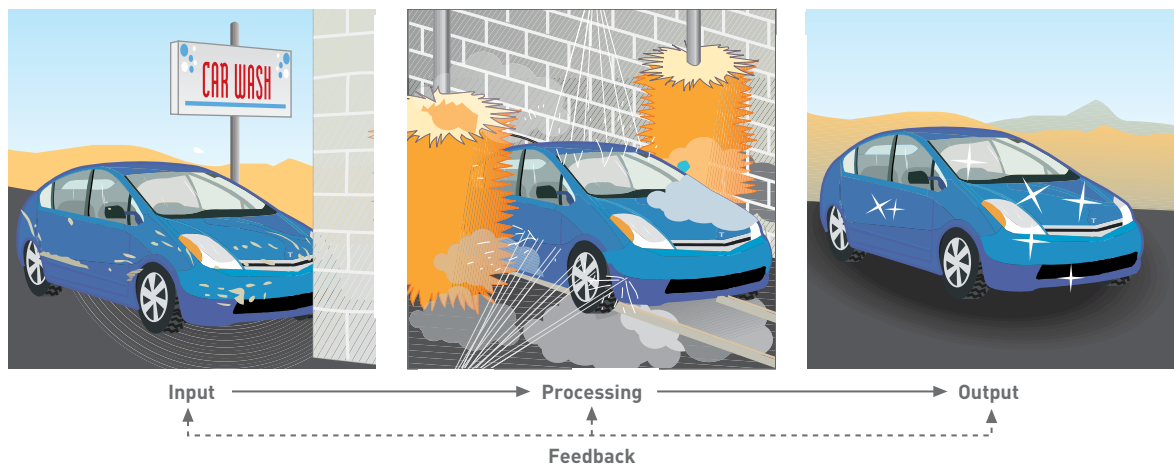 CAR WASH
T
T
T
Input
Processing
Output
Feedback